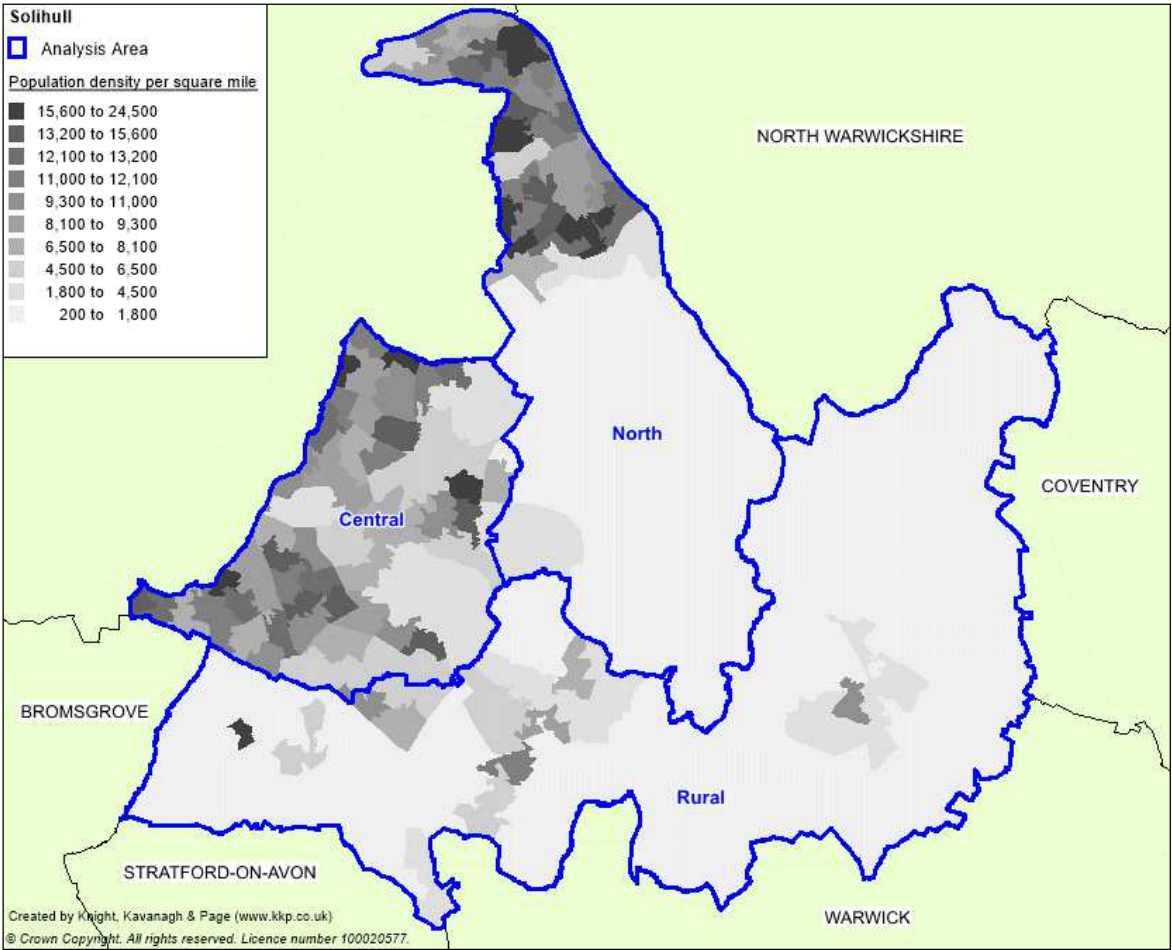 Solihull
Analysis Area
Population density per square mile
15,600 to 24,500
13,200 to 15,600
12,100 to 13,200
11,000 to 12,100
9,300 to 11,000
8,100 to 9,300
6,500 to 8,100
4,500 to 6,500
1,800 to 4,500
200 to 1,800
NORTH WARWICKSHIRE
North
COVENTRY
Central
BROMSGROVE
Rural
STRATFORD-ON-AVON
WARWICK
Created by Knight, Kavanagh & Page (www.kkp.co.uk)
© Crown Copyright. All rights reserved. Licence number 100020577.